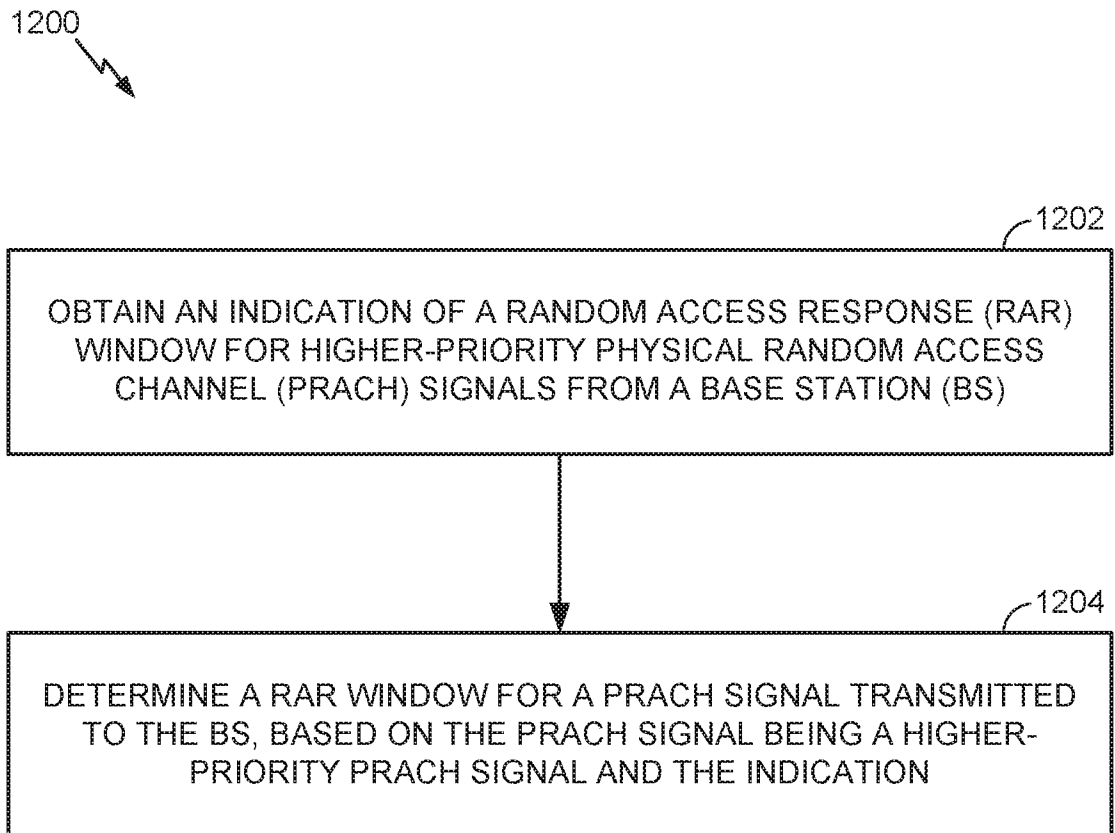 1200
1202
OBTAIN AN INDICATION OF A RANDOM ACCESS RESPONSE (RAR)
WINDOW FOR HIGHER-PRIORITY PHYSICAL RANDOM ACCESS
CHANNEL (PRACH) SIGNALS FROM A BASE STATION (BS)
1204
DETERMINE A RAR WINDOW FOR A PRACH SIGNAL TRANSMITTED
TO THE BS, BASED ON THE PRACH SIGNAL BEING A HIGHER-
PRIORITY PRACH SIGNAL AND THE INDICATION